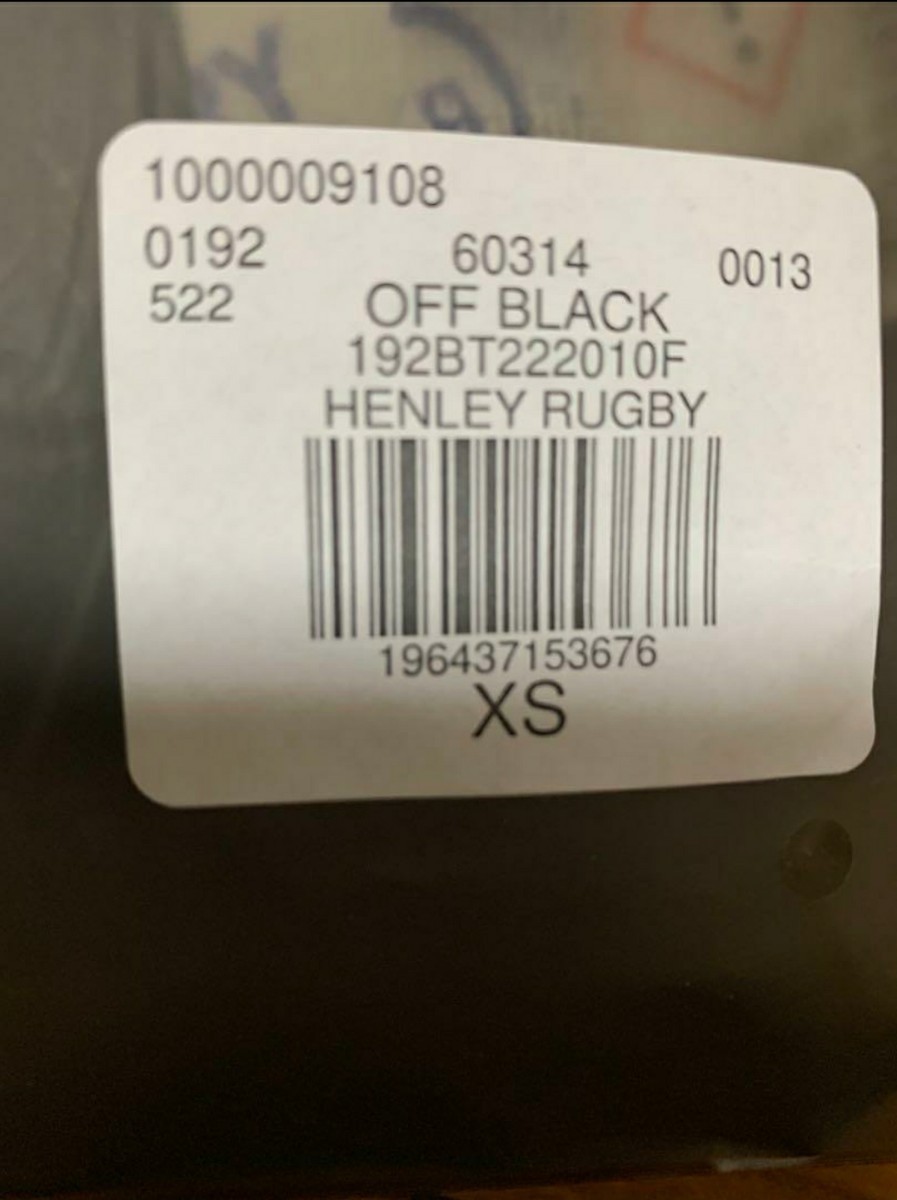 1000009108
0192 60314 0013
522 OFF BLACK
192BT222010F
HENLEY RUGBY
196437153676
XS